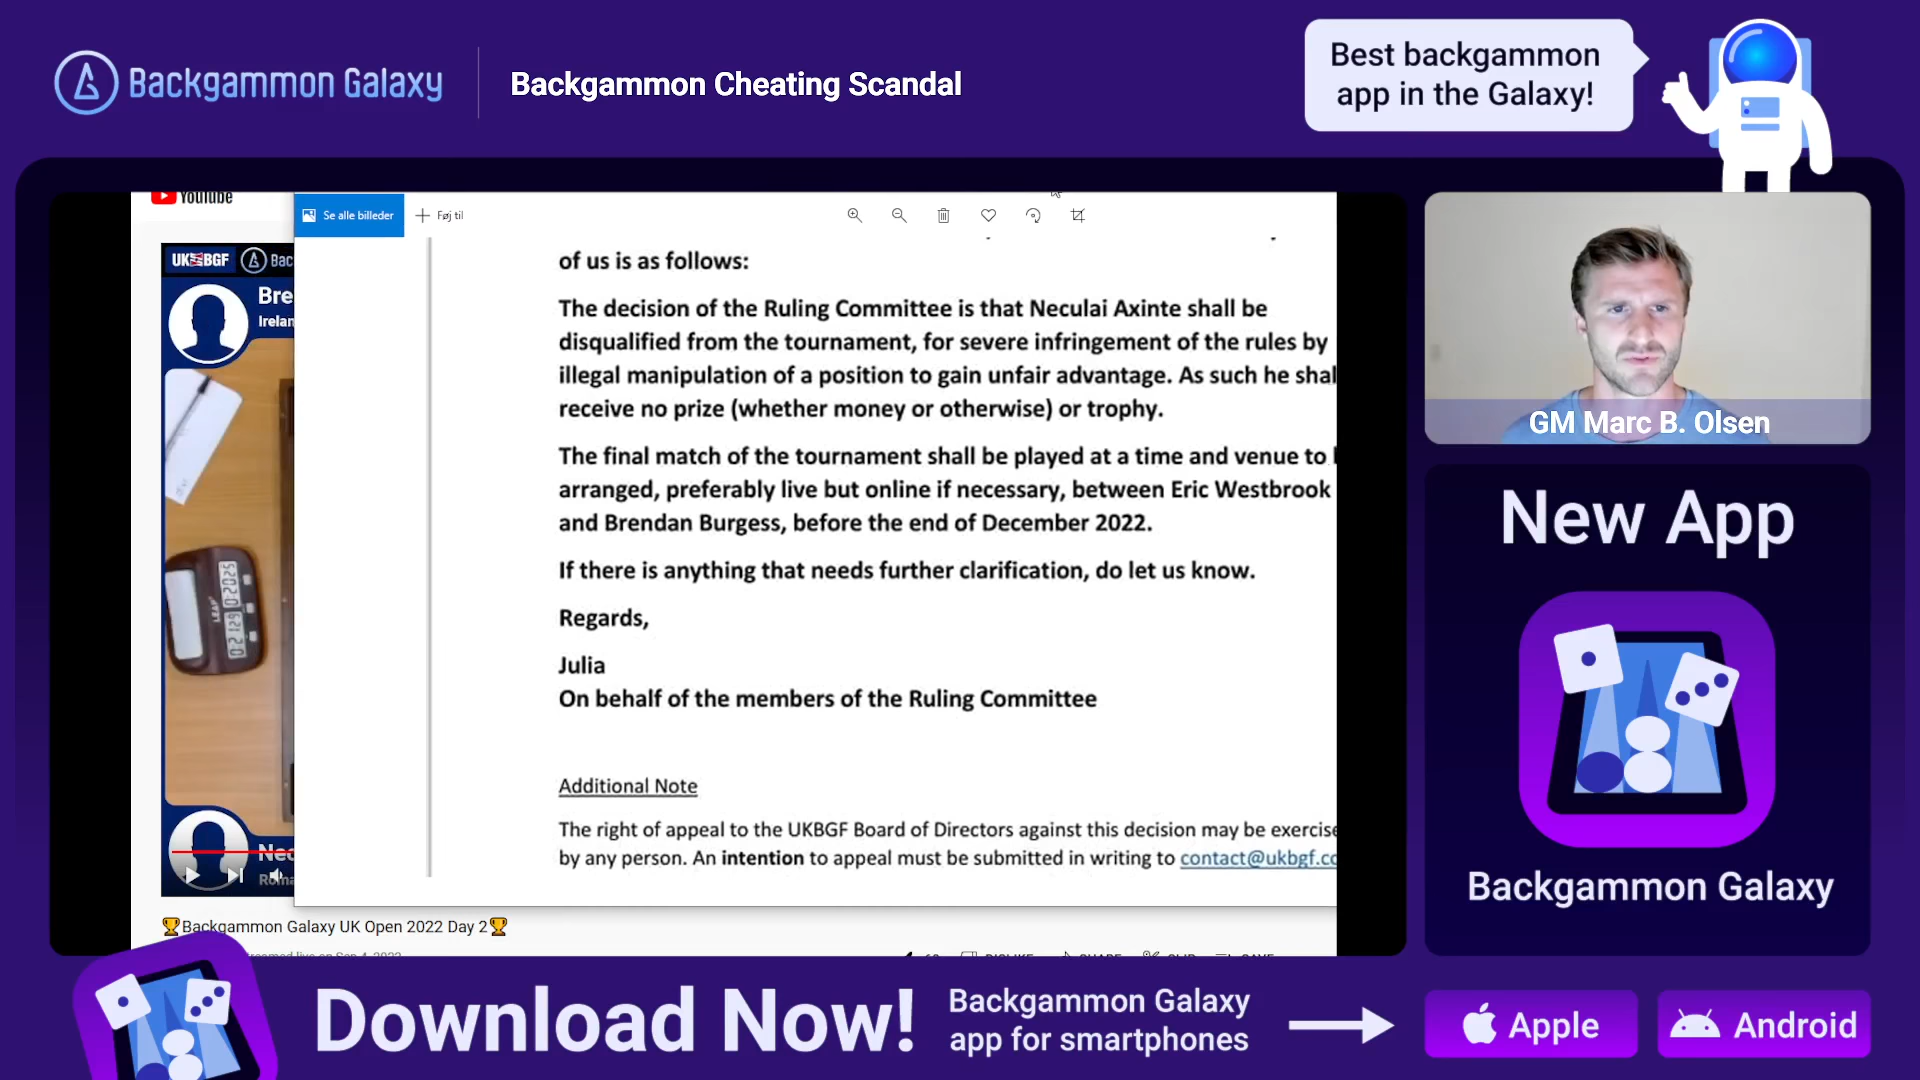 Backgammon Galaxy
Backgammon Cheating Scandal
Best backgammon
app in the Galaxy!
YouTube
Se alle billeder
Føj til
UKBGF
Bac
Bre
Irelan
of us is as follows:
The decision of the Ruling Committee is that Neculai Axinte shall be
disqualified from the tournament, for severe infringement of the rules by
illegal manipulation of a position to gain unfair advantage. As such he shal
receive no prize (whether money or otherwise) or trophy.
The final match of the tournament shall be played at a time and venue to
arranged, preferably live but online if necessary, between Eric Westbrook
and Brendan Burgess, before the end of December 2022.
If there is anything that needs further clarification, do let us know.
Regards,
Julia
On behalf of the members of the Ruling Committee
Additional Note
The right of appeal to the UKBGF Board of Directors against this decision may be exercise
by any person. An intention to appeal must be submitted in writing to contact@ukbgf.co
Nec
Roma
🏆Backgammon Galaxy UK Open 2022 Day 2🏆
GM Marc B. Olsen
New App
Backgammon Galaxy
Download Now!
Backgammon Galaxy
app for smartphones
Apple
Android